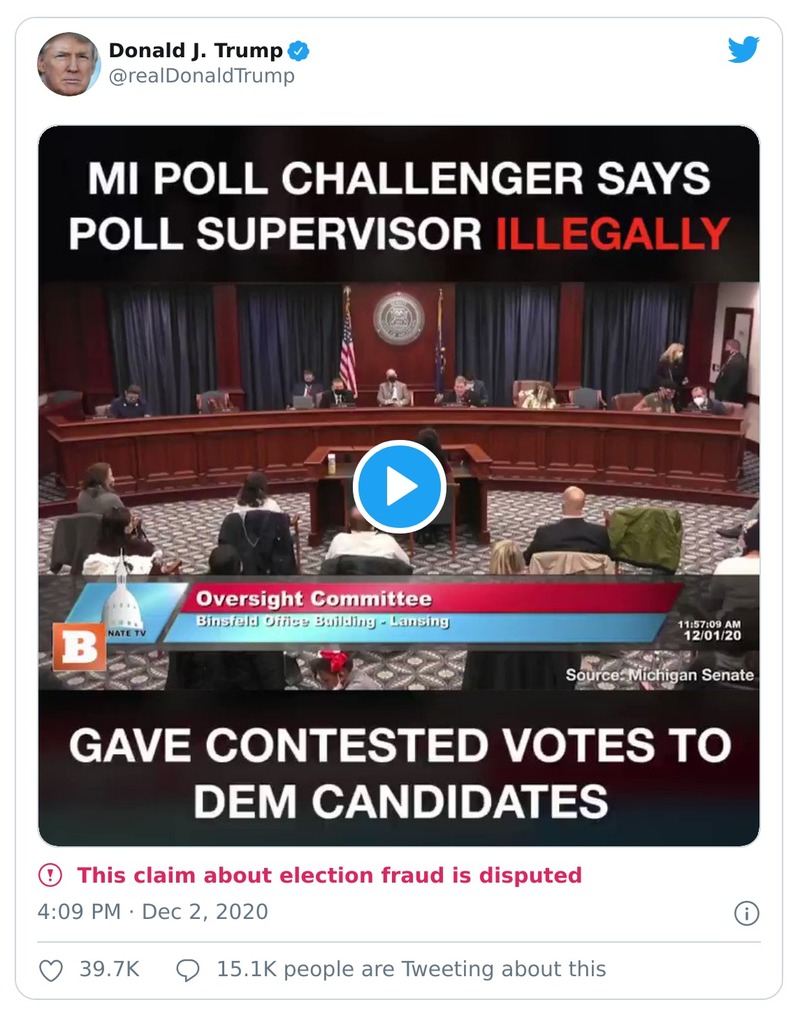 Donald J. Trump
@realDonaldTrump
MI POLL CHALLENGER SAYS
POLL SUPERVISOR ILLEGALLY
Oversight Committee
Binsfeld Office Building - Lansing
NATE TV
B
11:57:09 AM
12/01/20
Source: Michigan Senate
GAVE CONTESTED VOTES TO
DEM CANDIDATES
This claim about election fraud is disputed
4:09 PM · Dec 2, 2020
39.7K 15.1K people are Tweeting about this